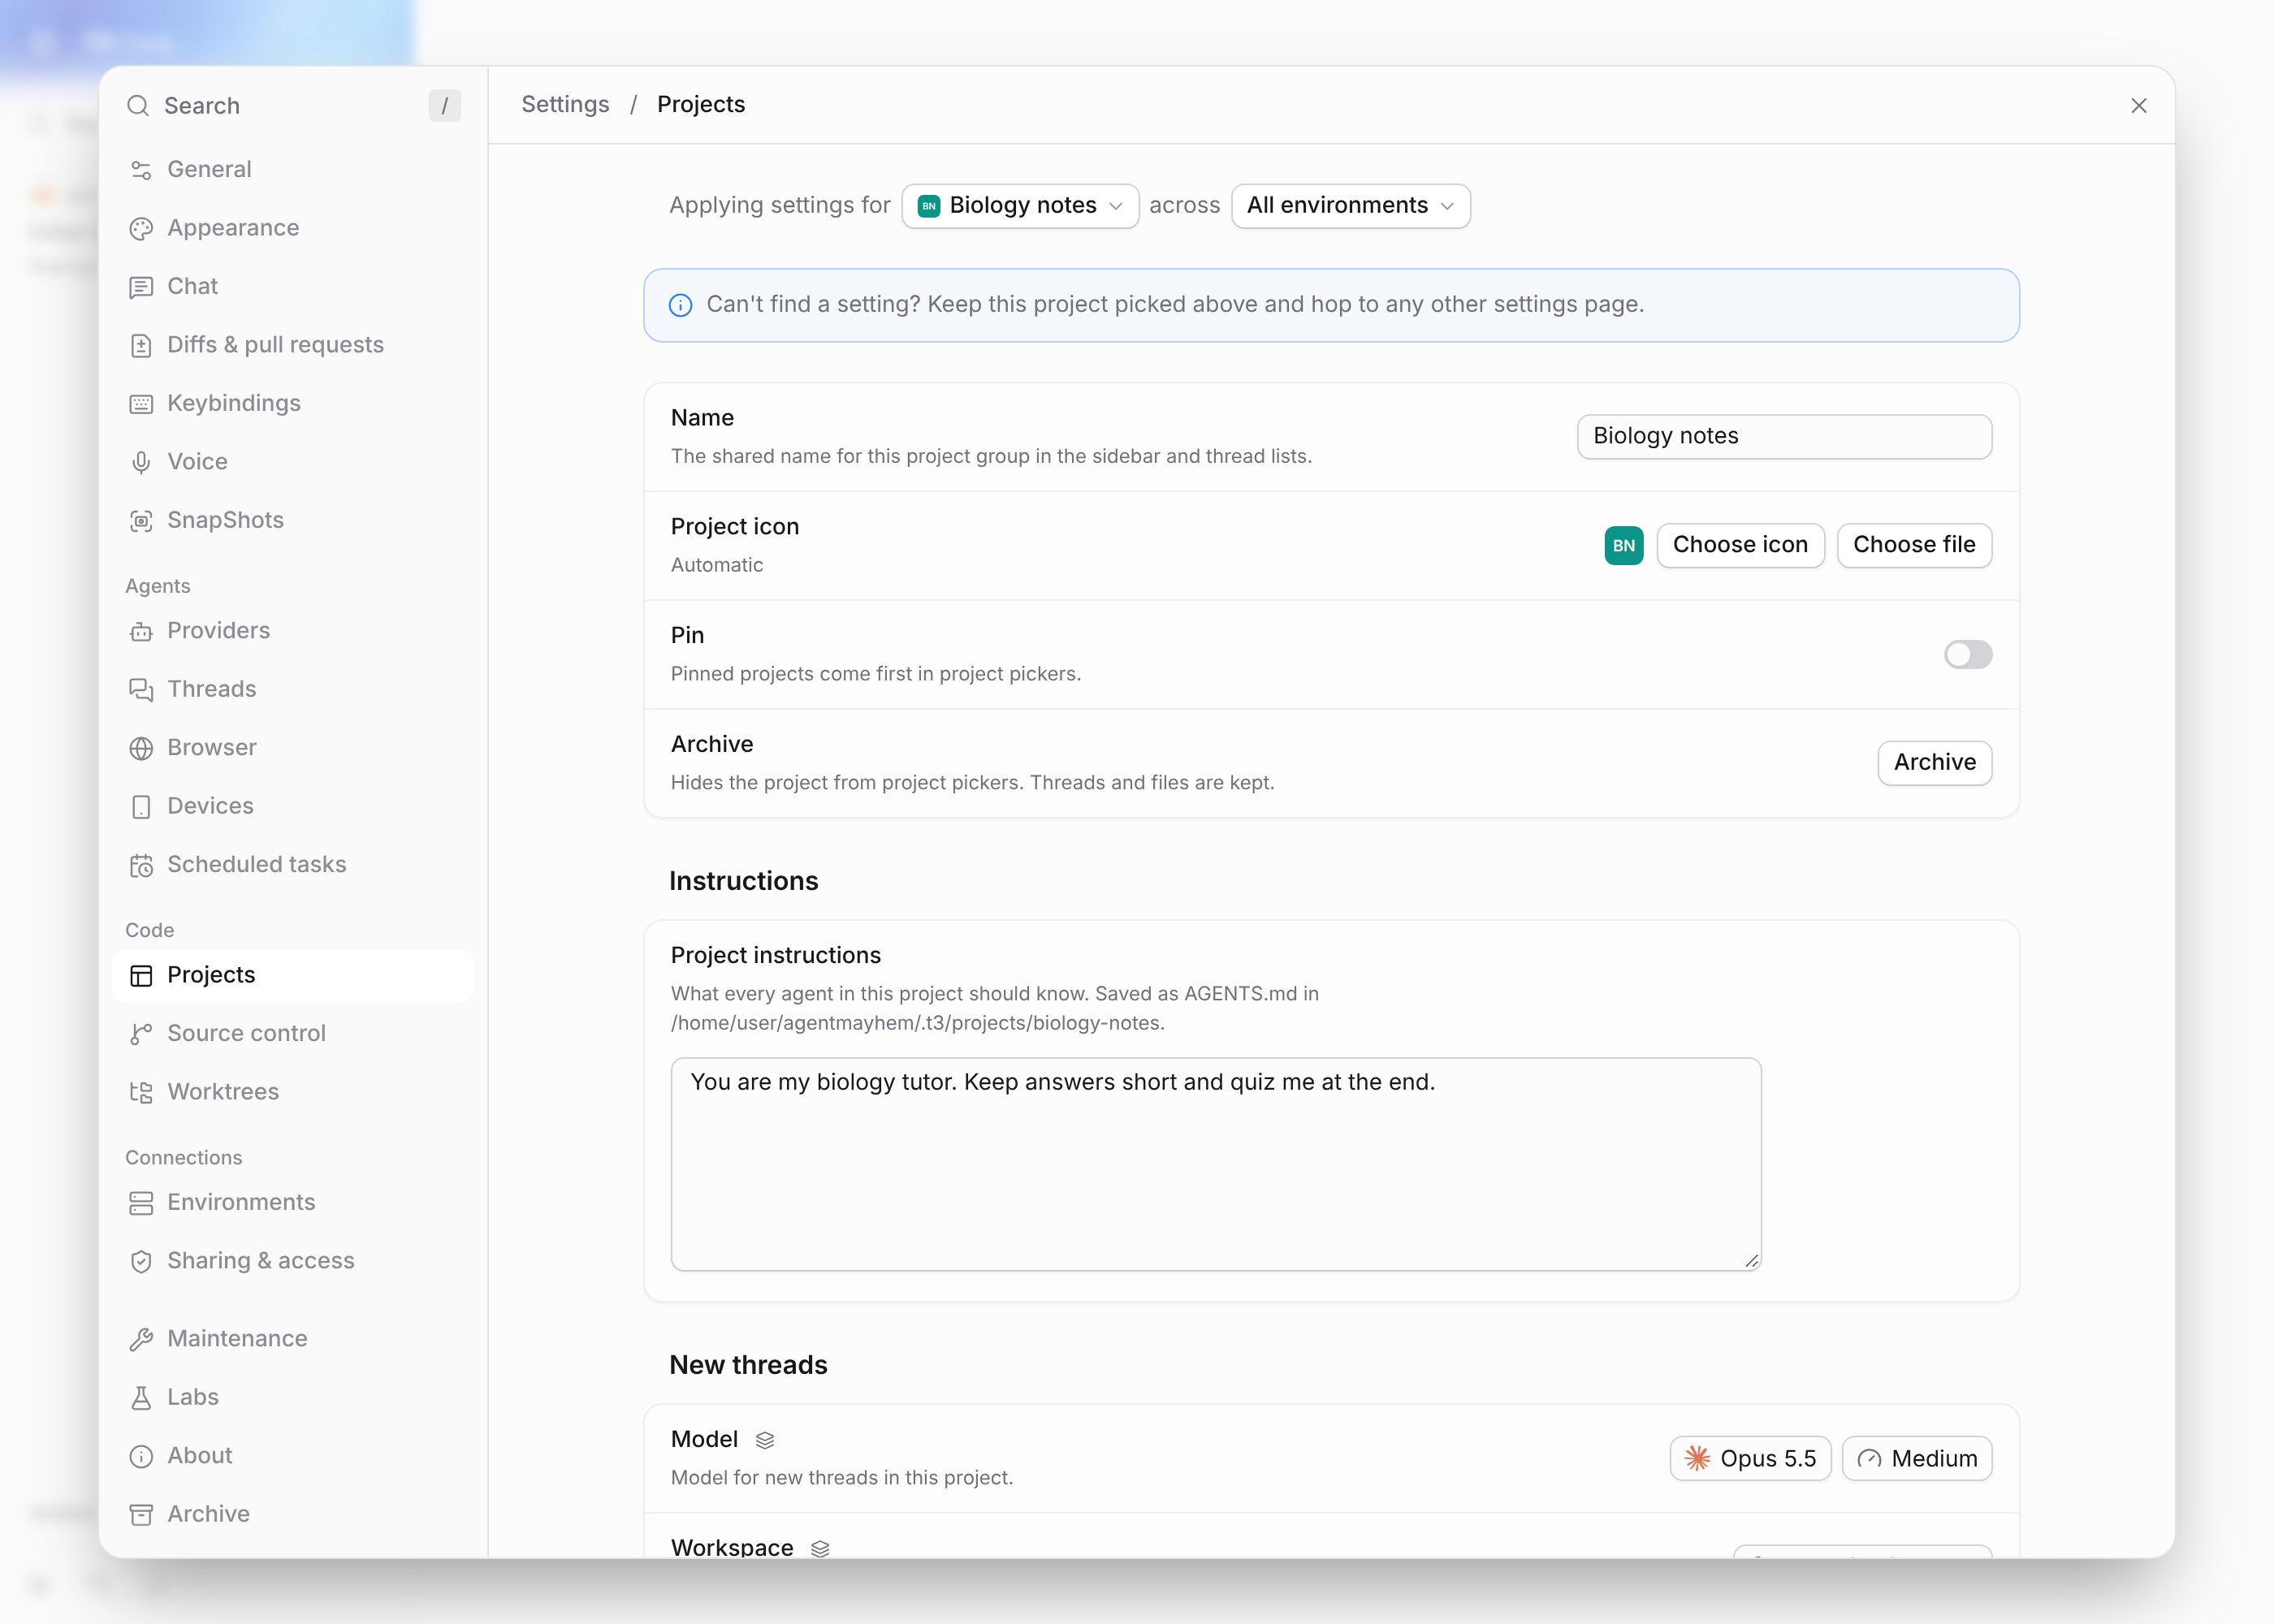 Search /
General
Appearance
Chat
Diffs & pull requests
Keybindings
Voice
SnapShots
Agents
Providers
Threads
Browser
Devices
Scheduled tasks
Code
Projects
Source control
Worktrees
Connections
Environments
Sharing & access
Maintenance
Labs
About
Archive
Settings / Projects
Applying settings for BN Biology notes across All environments
Can't find a setting? Keep this project picked above and hop to any other settings page.
Name
The shared name for this project group in the sidebar and thread lists.
Biology notes
Project icon
Automatic
BN Choose icon Choose file
Pin
Pinned projects come first in project pickers.
Archive
Hides the project from project pickers. Threads and files are kept.
Archive
Instructions
Project instructions
What every agent in this project should know. Saved as AGENTS.md in
/home/user/agentmayhem/.t3/projects/biology-notes.
You are my biology tutor. Keep answers short and quiz me at the end.
New threads
Model
Model for new threads in this project.
Opus 5.5 Medium
Workspace